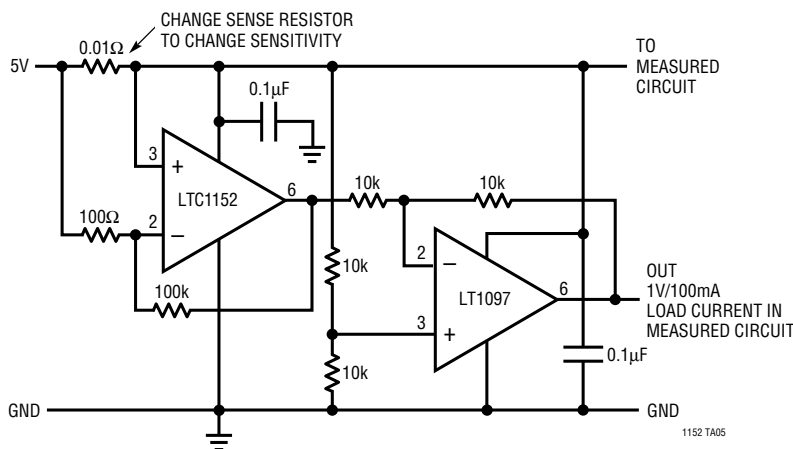 CHANGE SENSE RESISTOR
TO CHANGE SENSITIVITY
0.01Ω
5V
TO
MEASURED
CIRCUIT
0.1µF
3
+
LTC1152
6
100Ω
2
–
10k
10k
100k
10k
2
–
LT1097
6
3
+
OUT
1V/100mA
LOAD CURRENT IN
MEASURED CIRCUIT
10k
0.1µF
GND
GND
1152 TA05